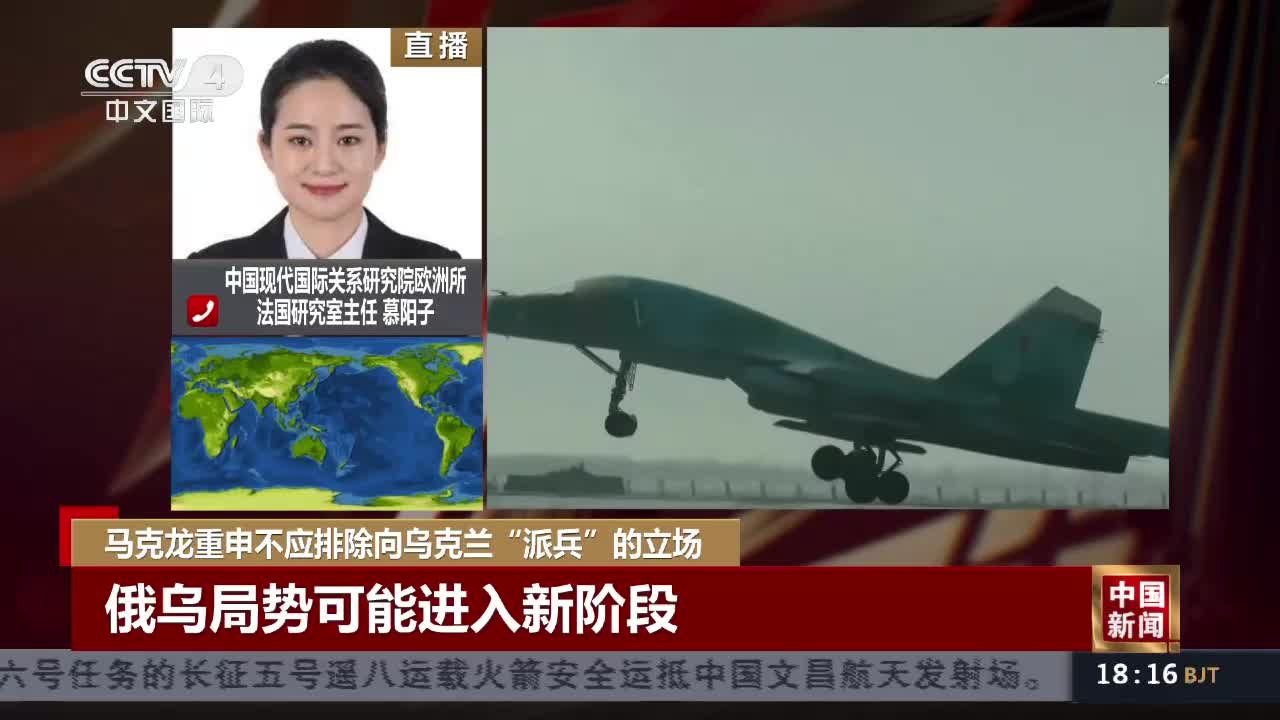 CCTV 4
中文国际
直播
中国现代国际关系研究院欧洲所
法国研究室主任 慕阳子
马克龙重申不应排除向乌克兰“派兵”的立场
俄乌局势可能进入新阶段
中国
新闻
六号任务的长征五号遥八运载火箭安全运抵中国文昌航天发射场。
18:16 BJT